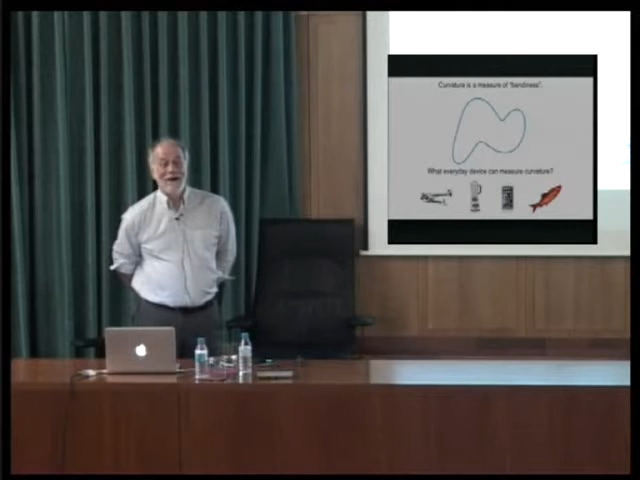 Curvature is a measure of "bendiness".
What everyday device can measure curvature?